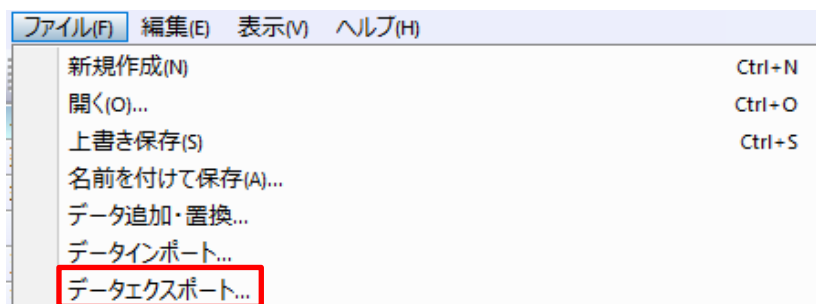 ファイル(F) 編集(E) 表示(V) ヘルプ(H)
新規作成(N) Ctrl+N
開く(O)... Ctrl+O
上書き保存(S) Ctrl+S
名前を付けて保存(A)...
データ追加・置換...
データインポート...
データエクスポート...